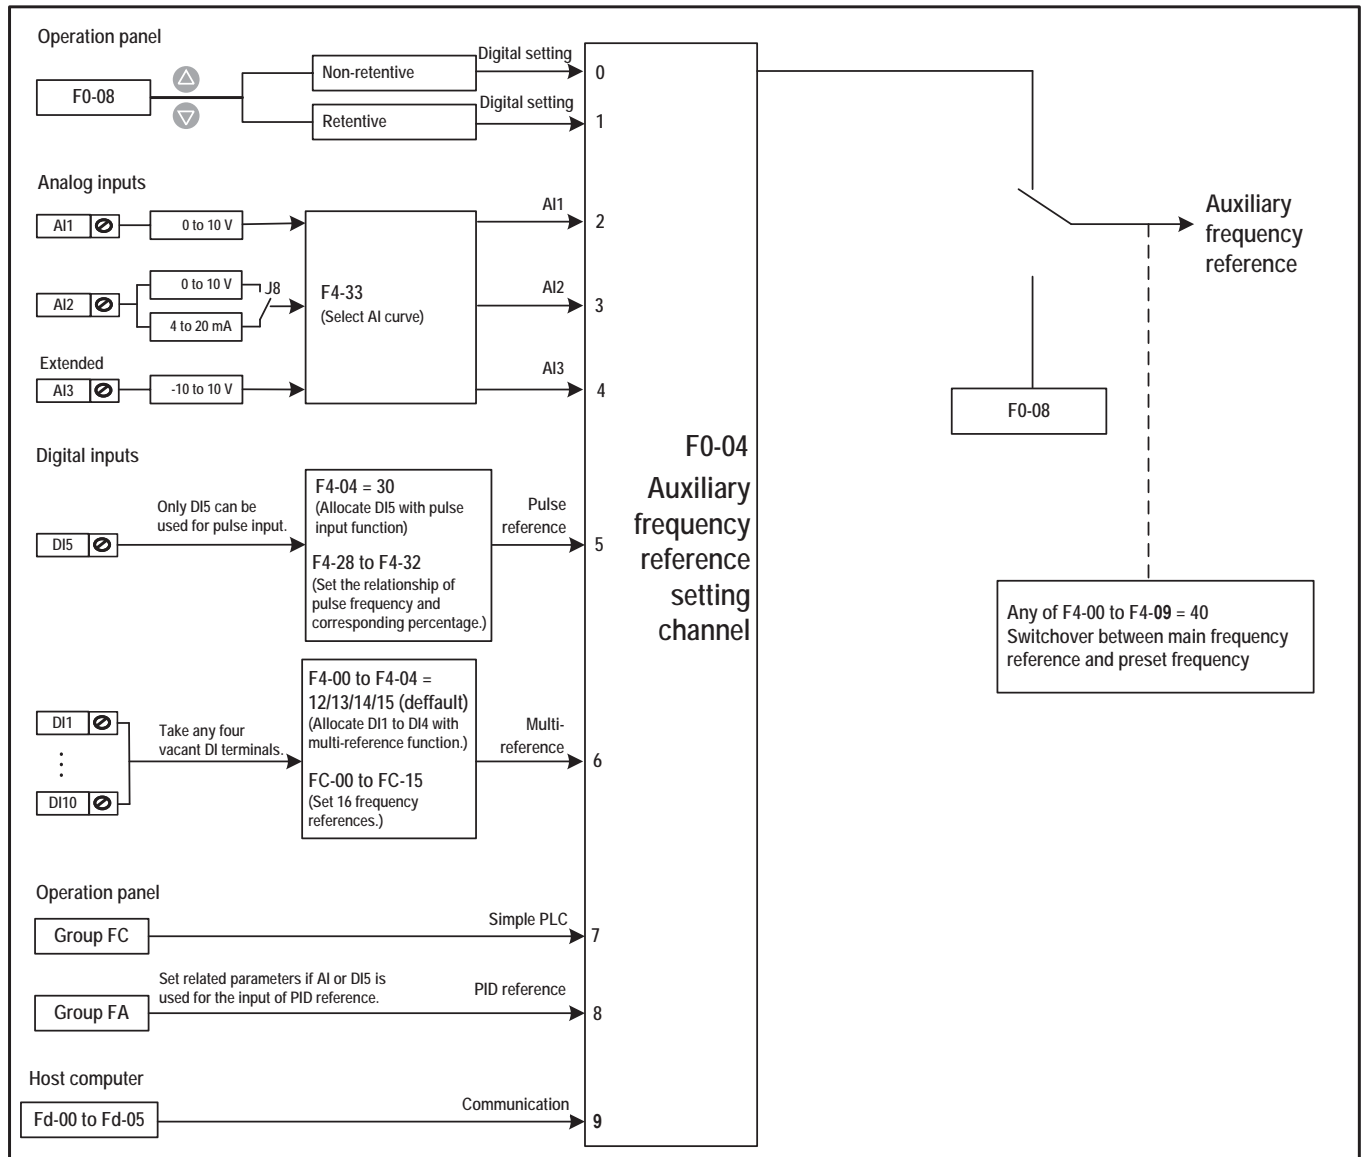 Operation panel
F0-08
Non-retentive
Digital setting
0
Retentive
Digital setting
1
Analog inputs
AI1
0 to 10 V
AI1
2
AI2
0 to 10 V
4 to 20 mA
J8
F4-33
(Select AI curve)
AI2
3
Extended
AI3
-10 to 10 V
AI3
4
Digital inputs
DI5
Only DI5 can be
used for pulse input.
F4-04 = 30
(Allocate DI5 with pulse
input function)
F4-28 to F4-32
(Set the relationship of
pulse frequency and
corresponding percentage.)
Pulse
reference
5
DI1
DI10
Take any four
vacant DI terminals.
F4-00 to F4-04 =
12/13/14/15 (deffault)
(Allocate DI1 to DI4 with
multi-reference function.)
FC-00 to FC-15
(Set 16 frequency
references.)
Multi-
reference
6
Operation panel
Group FC
Simple PLC
7
Group FA
Set related parameters if AI or DI5 is
used for the input of PID reference.
PID reference
8
Host computer
Fd-00 to Fd-05
Communication
9
F0-04
Auxiliary
frequency
reference
setting
channel
Auxiliary
frequency
reference
F0-08
Any of F4-00 to F4-09 = 40
Switchover between main frequency
reference and preset frequency